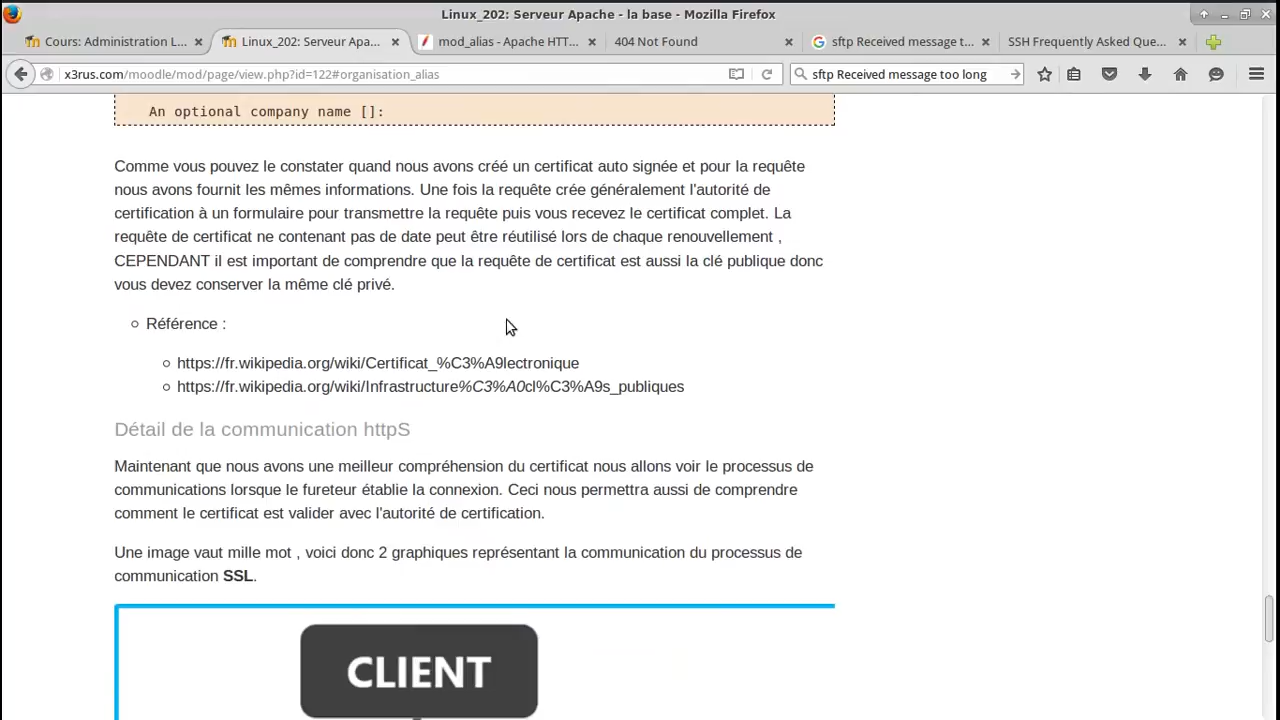 Linux_202: Serveur Apache - la base - Mozilla Firefox
Cours: Administration L... Linux_202: Serveur Apa... mod_alias - Apache HTT... 404 Not Found sftp Received message t... SSH Frequently Asked Que...
x3rus.com/moodle/mod/page/view.php?id=122#organisation_alias sftp Received message too long
An optional company name []:
Comme vous pouvez le constater quand nous avons créé un certificat auto signée et pour la requête
nous avons fournit les mêmes informations. Une fois la requête crée généralement l'autorité de
certification à un formulaire pour transmettre la requête puis vous recevez le certificat complet. La
requête de certificat ne contenant pas de date peut être réutilisé lors de chaque renouvellement ,
CEPENDANT il est important de comprendre que la requête de certificat est aussi la clé publique donc
vous devez conserver la même clé privé.
Référence :
https://fr.wikipedia.org/wiki/Certificat_%C3%A9lectronique
https://fr.wikipedia.org/wiki/Infrastructure%C3%A0cl%C3%A9s_publiques
Détail de la communication httpS
Maintenant que nous avons une meilleur compréhension du certificat nous allons voir le processus de
communications lorsque le fureteur établie la connexion. Ceci nous permettra aussi de comprendre
comment le certificat est valider avec l'autorité de certification.
Une image vaut mille mot , voici donc 2 graphiques représentant la communication du processus de
communication SSL.
CLIENT